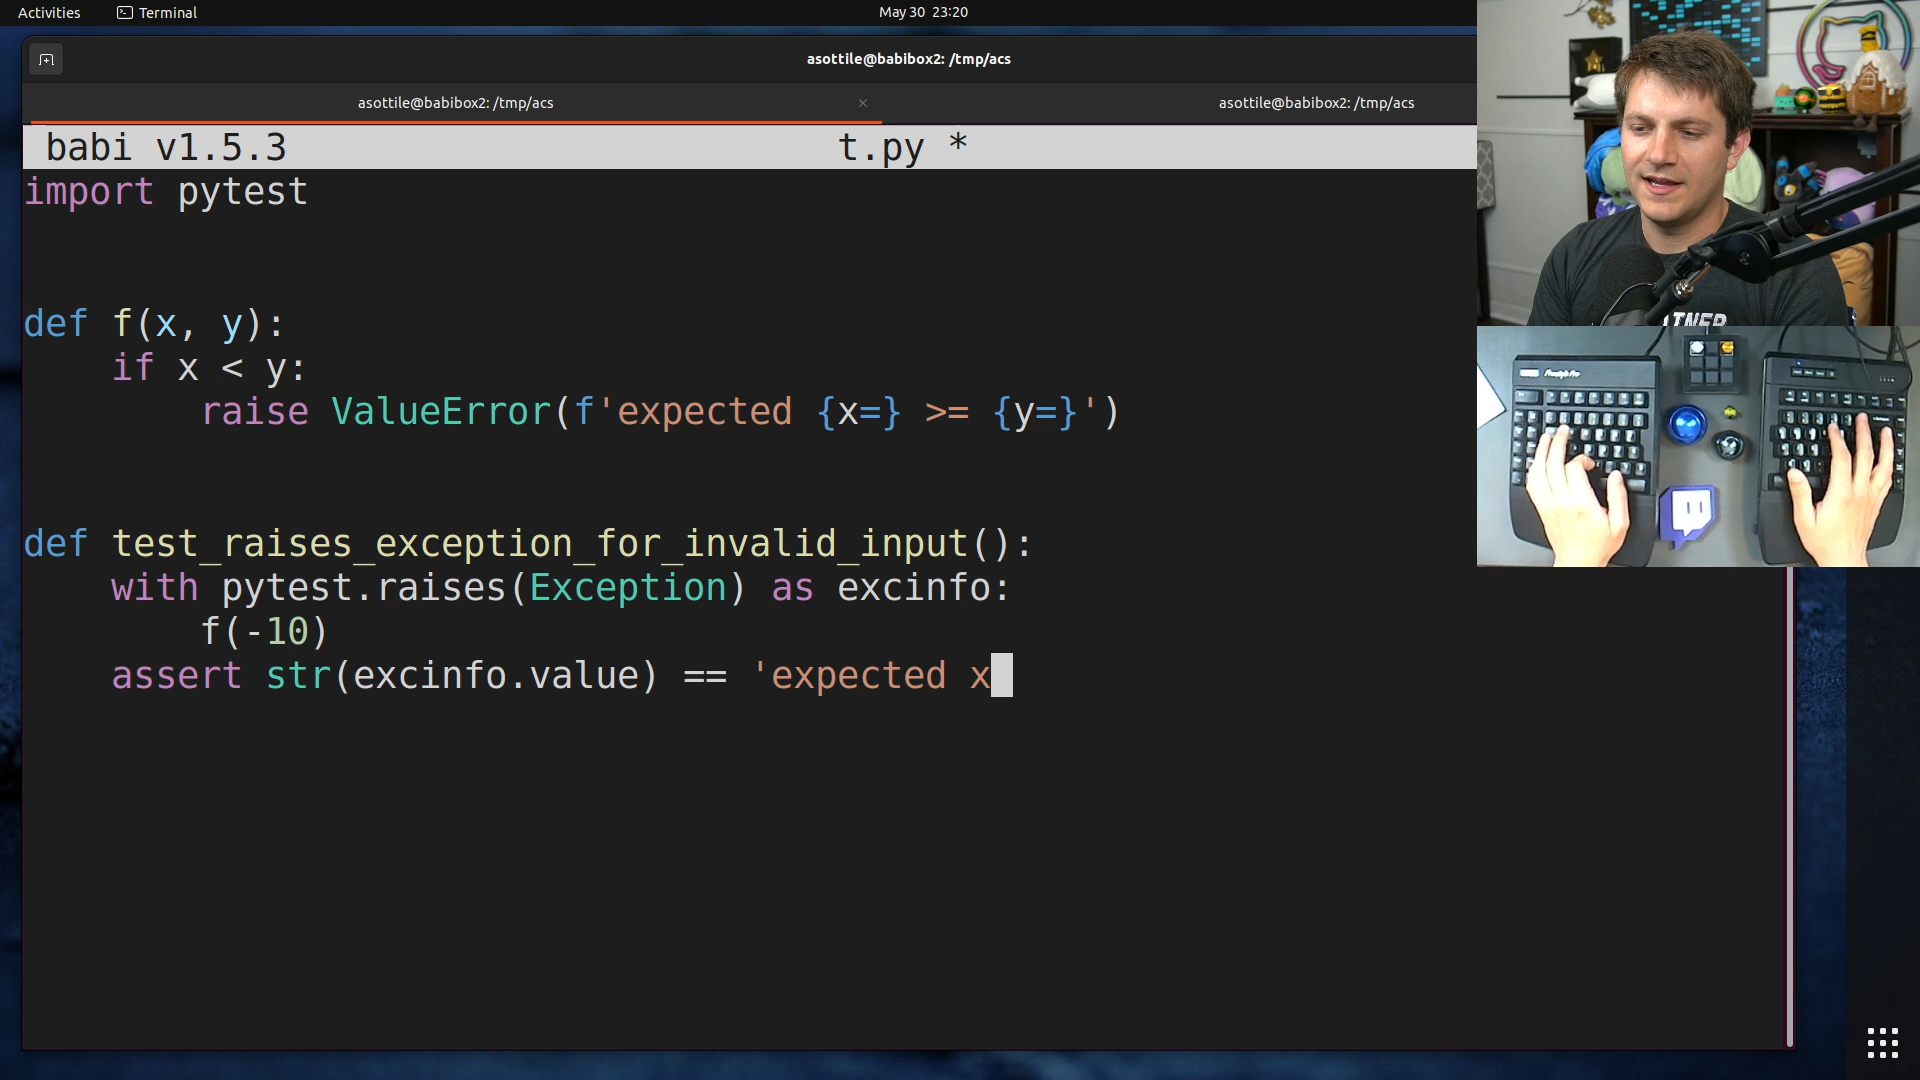 Activities
Terminal
May 30 23:20
asottile@babibox2: /tmp/acs
asottile@babibox2: /tmp/acs
×
asottile@babibox2: /tmp/acs
babi v1.5.3
t.py *
import pytest
def f(x, y):
if x < y:
raise ValueError(f'expected {x=} >= {y=}')
def test_raises_exception_for_invalid_input():
with pytest.raises(Exception) as excinfo:
f(-10)
assert str(excinfo.value) == 'expected x